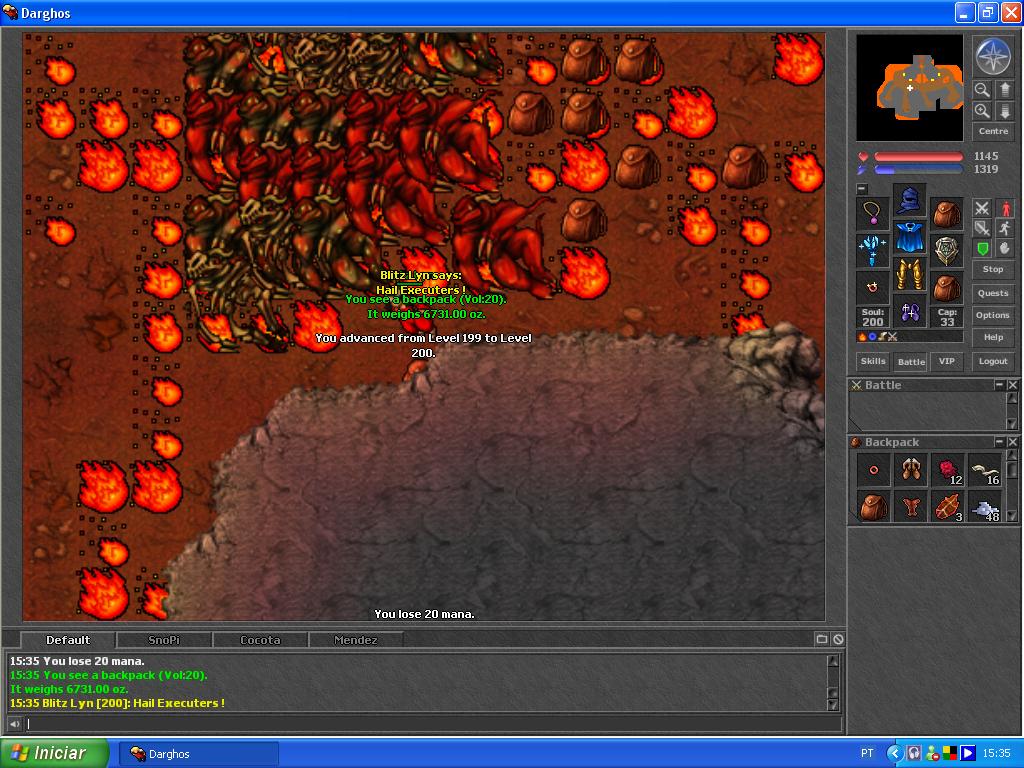 Darghos
Centre
1145
1319
Blitz Lyn says:
Hail Executers !
You see a backpack (Vol:20).
It weighs 6731.00 oz.
You advanced from Level 199 to Level
200.
You lose 20 mana.
Stop
Quests
Options
Help
Soul:
200
Cap:
33
Skills
Battle
VIP
Logout
Battle
Backpack
12
16
3
48
Default
SnoPi
Cocota
Mendez
15:35 You lose 20 mana.
15:35 You see a backpack (Vol:20).
It weighs 6731.00 oz.
15:35 Blitz Lyn [200]: Hail Executers !
Iniciar
Darghos
PT
15:35